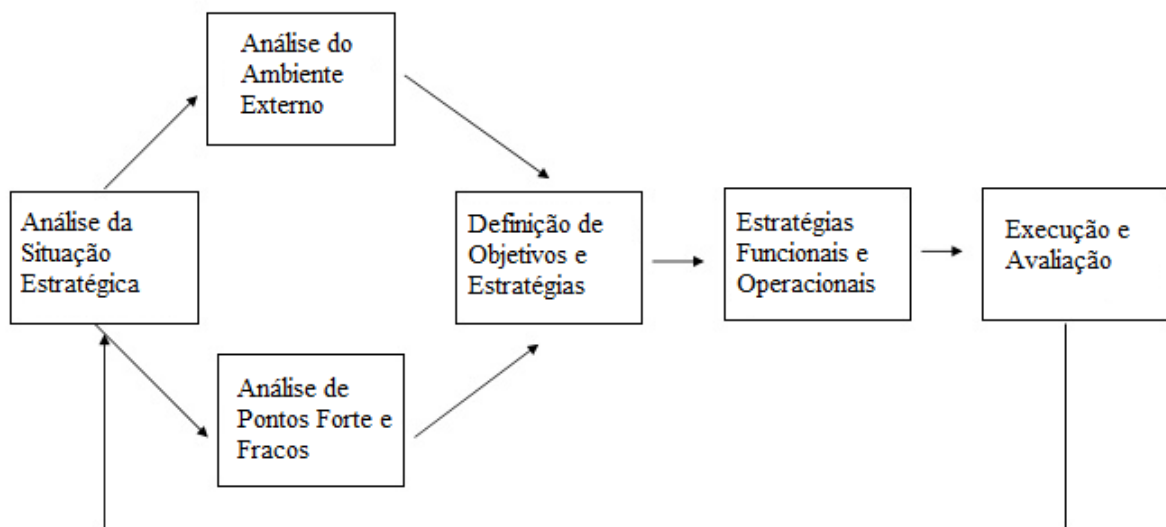 Análise do
Ambiente
Externo
Análise da
Situação
Estratégica
Definição de
Objetivos e
Estratégias
Estratégias
Funcionais e
Operacionais
Execução e
Avaliação
Análise de
Pontos Forte e
Fracos